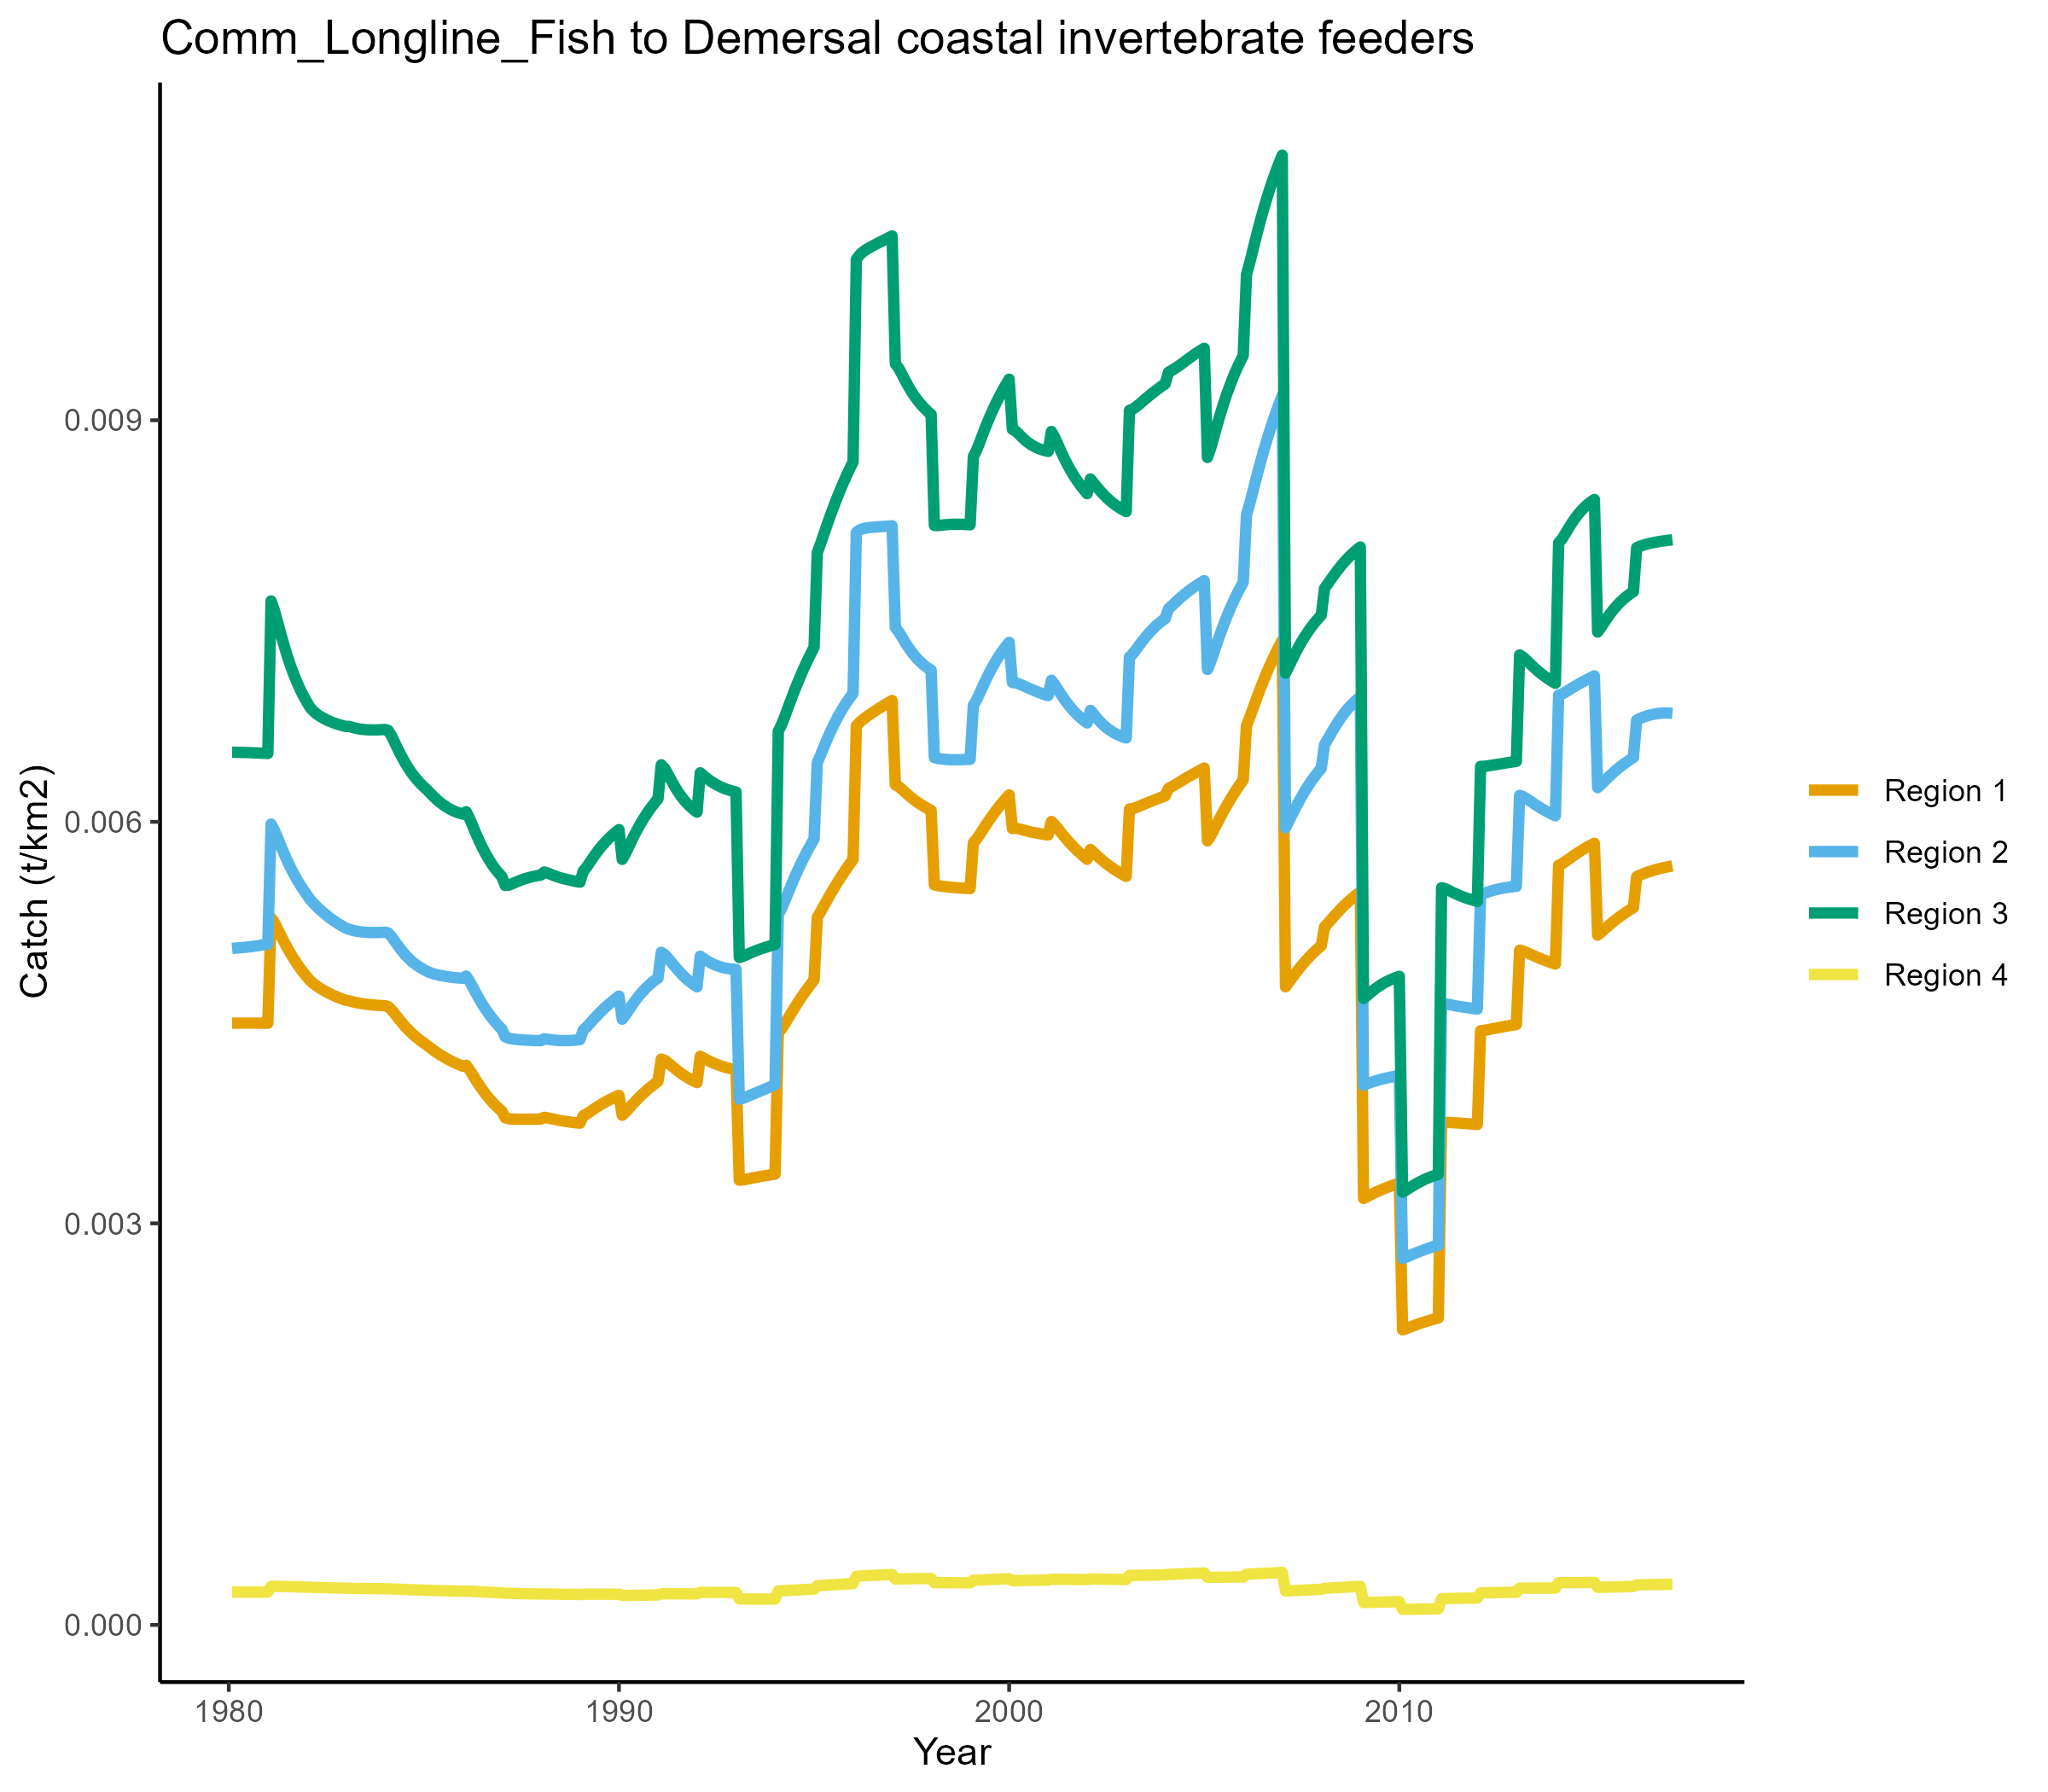 Comm_Longline_Fish to Demersal coastal invertebrate feeders
Catch (t/km2)
0.009
0.006
0.003
0.000
1980 1990 2000 2010
Year
Region 1
Region 2
Region 3
Region 4